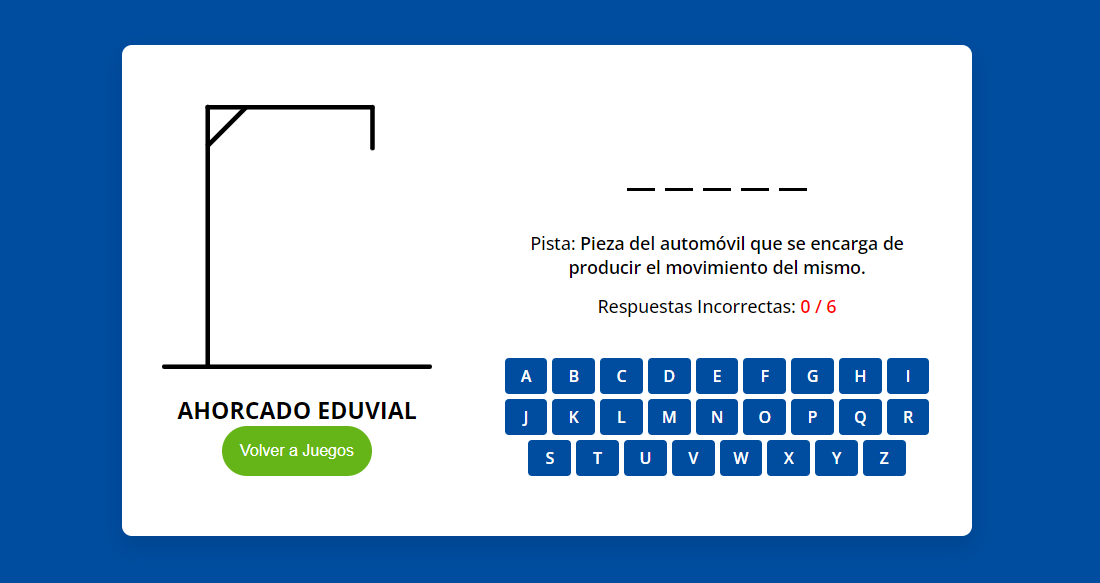 Pista: Pieza del automóvil que se encarga de
producir el movimiento del mismo.
Respuestas Incorrectas: 0 / 6
A B C D E F G H I
J K L M N O P Q R
S T U V W X Y Z
AHORCADO EDUVIAL
Volver a Juegos